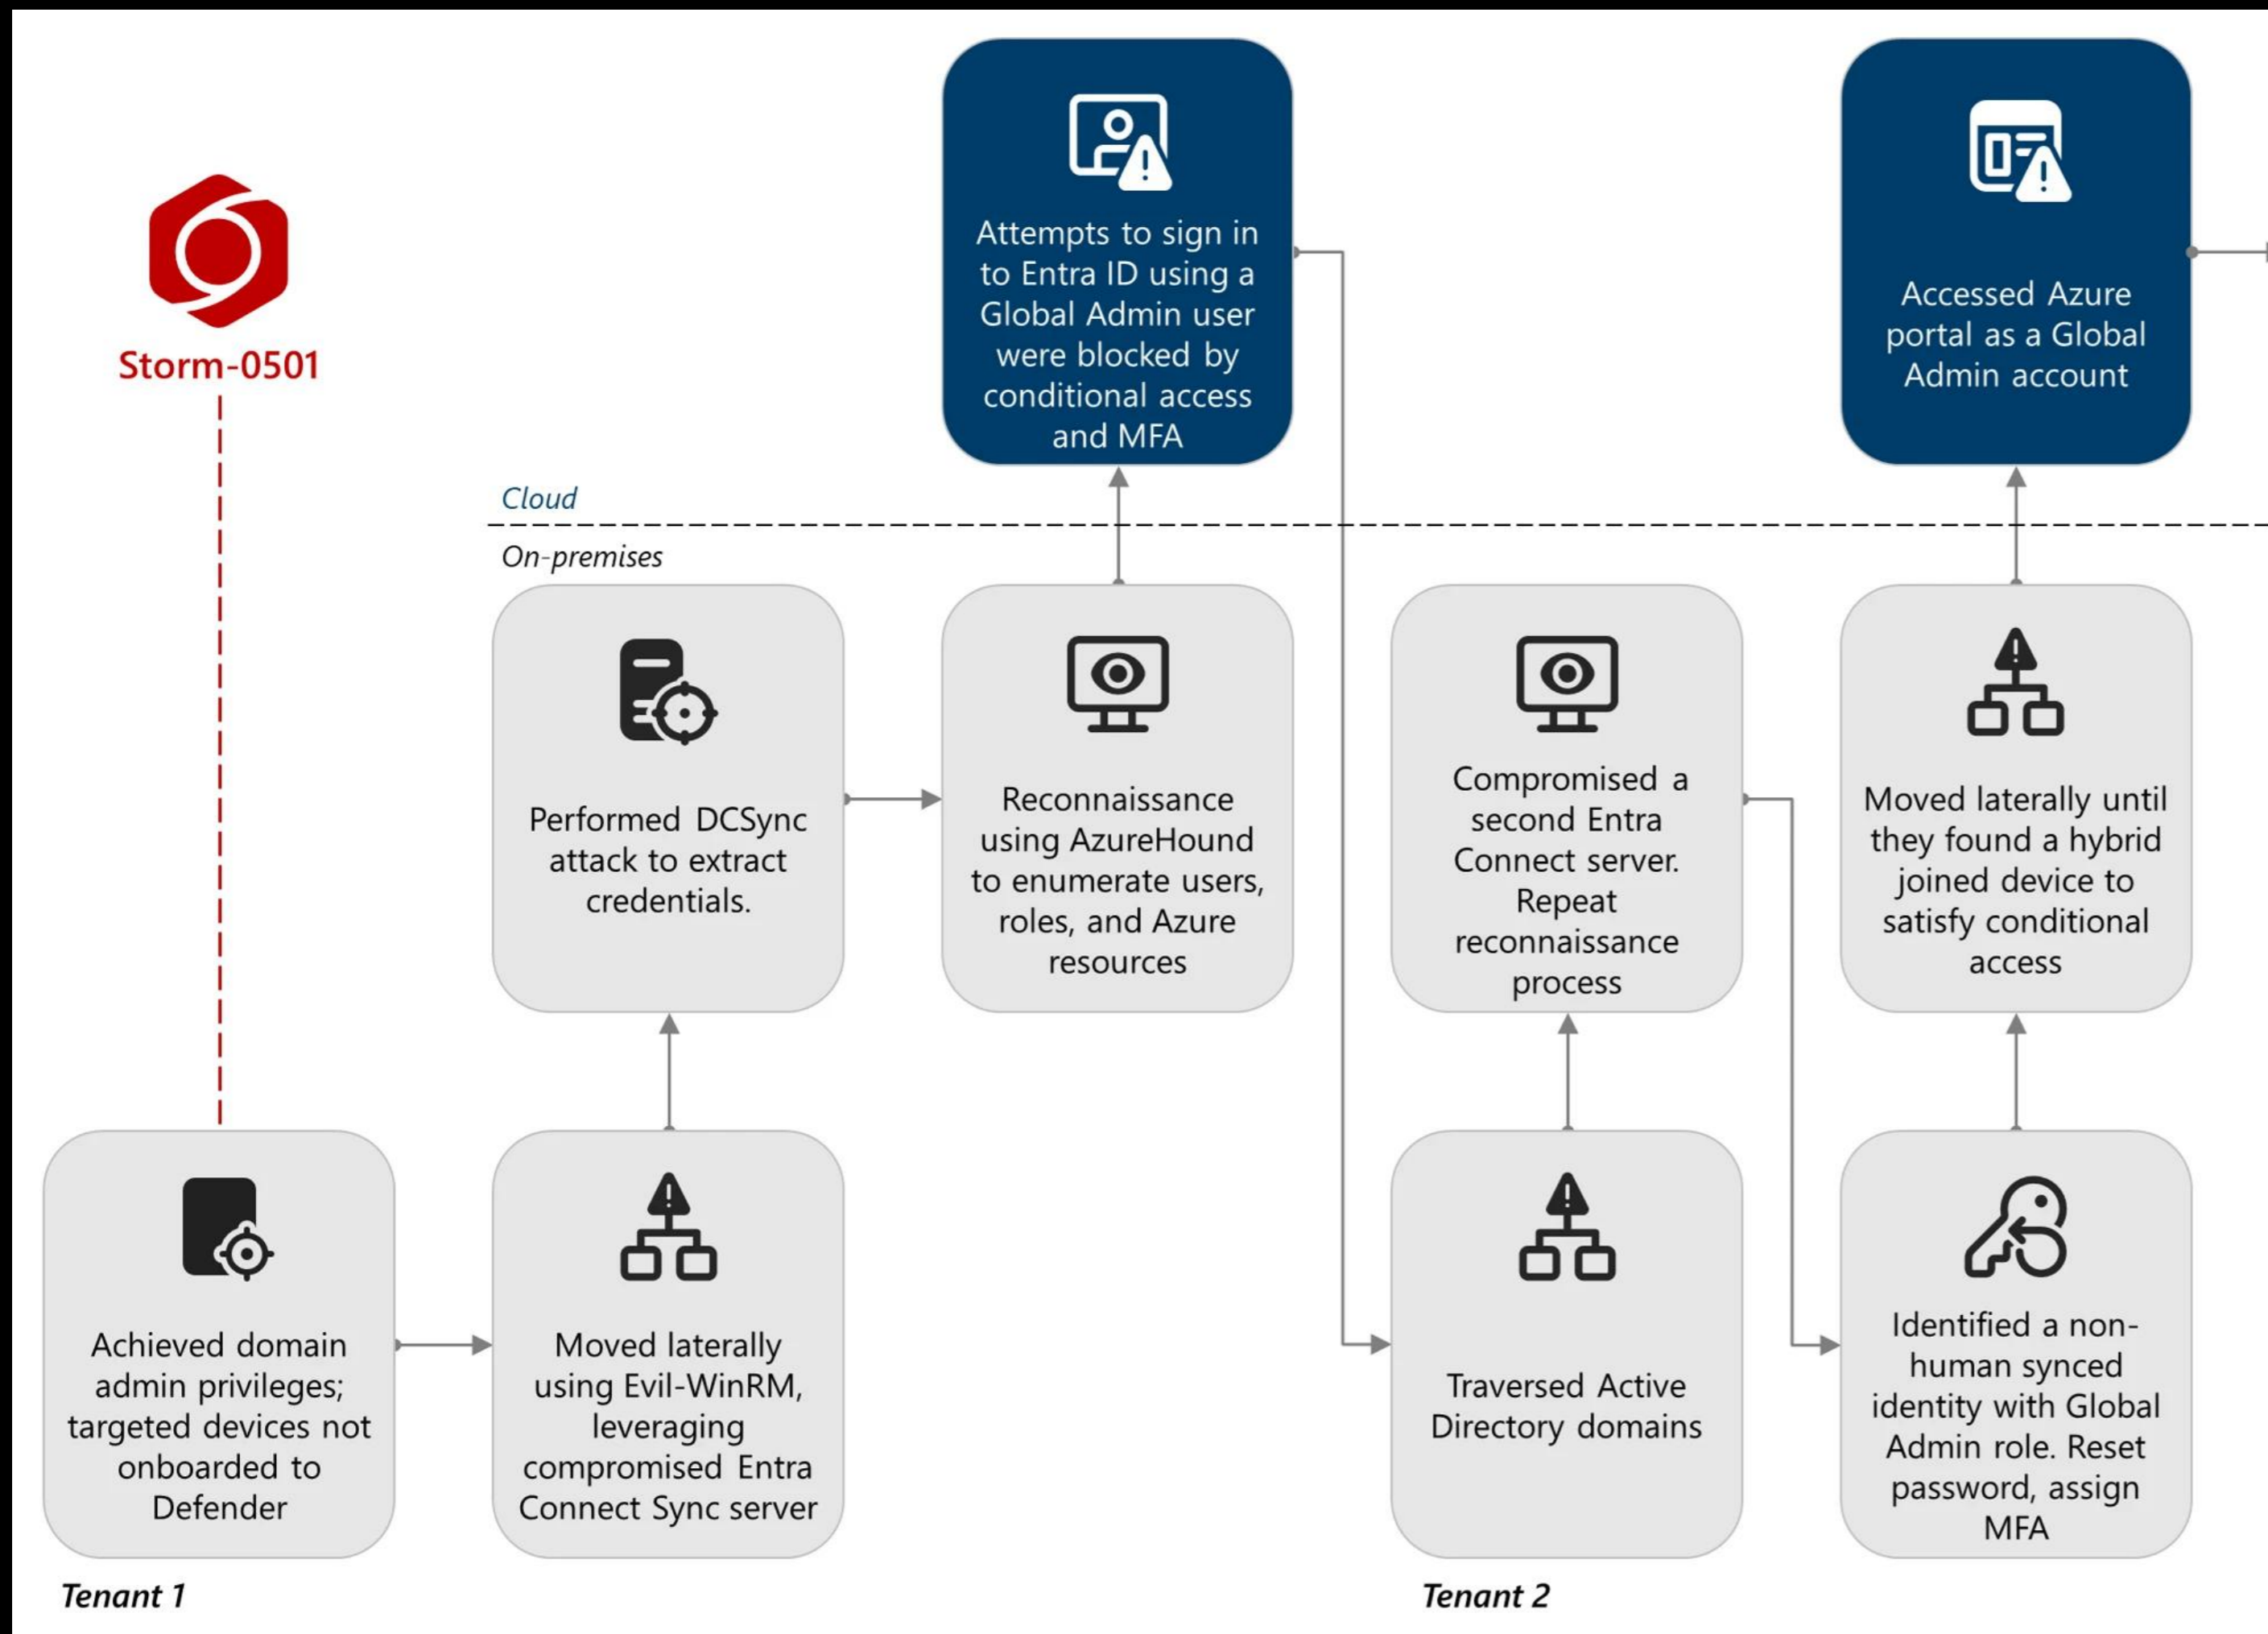 Storm-0501
Attempts to sign in
to Entra ID using a
Global Admin user
were blocked by
conditional access
and MFA
Accessed Azure
portal as a Global
Admin account
Cloud
On-premises
Performed DCSync
attack to extract
credentials.
Reconnaissance
using AzureHound
to enumerate users,
roles, and Azure
resources
Compromised a
second Entra
Connect server.
Repeat
reconnaissance
process
Moved laterally until
they found a hybrid
joined device to
satisfy conditional
access
Achieved domain
admin privileges;
targeted devices not
onboarded to
Defender
Moved laterally
using Evil-WinRM,
leveraging
compromised Entra
Connect Sync server
Traversed Active
Directory domains
Identified a non-
human synced
identity with Global
Admin role. Reset
password, assign
MFA
Tenant 1
Tenant 2